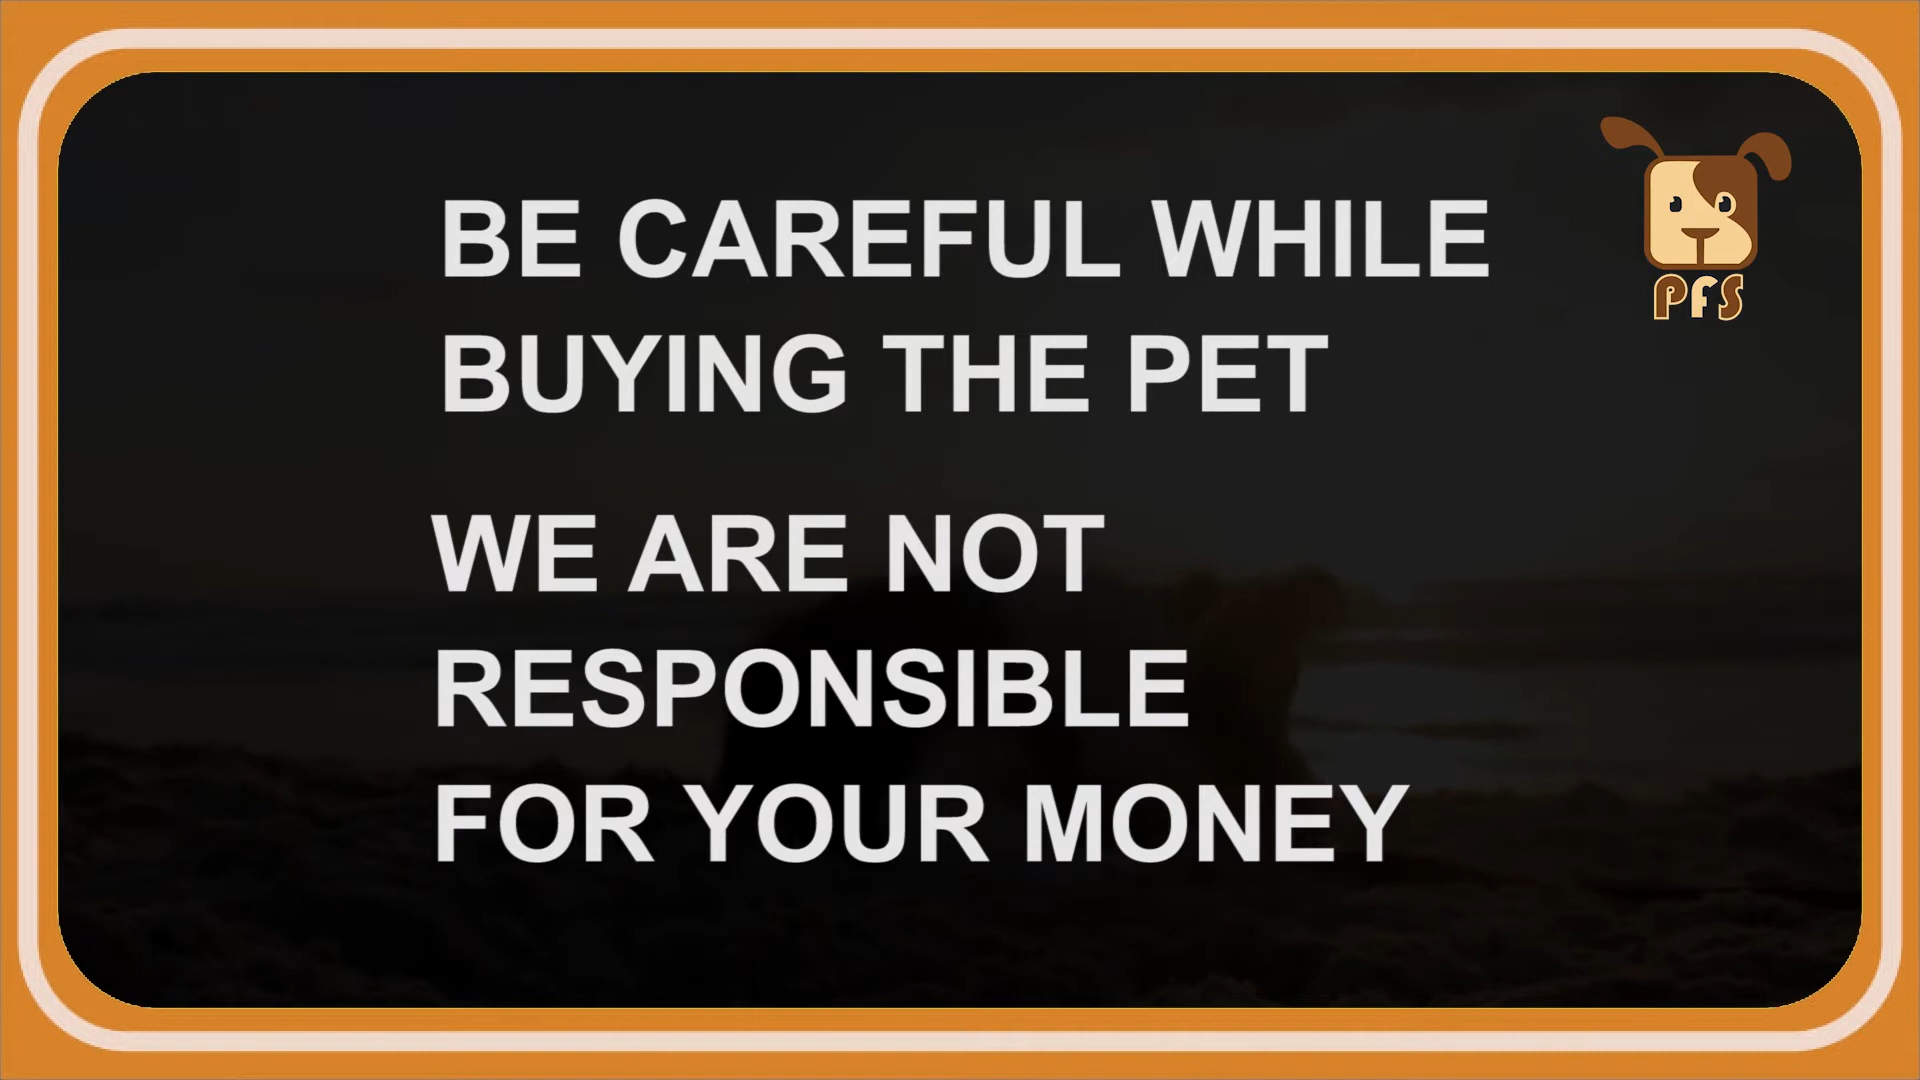 BE CAREFUL WHILE
BUYING THE PET
WE ARE NOT
RESPONSIBLE
FOR YOUR MONEY
PFS